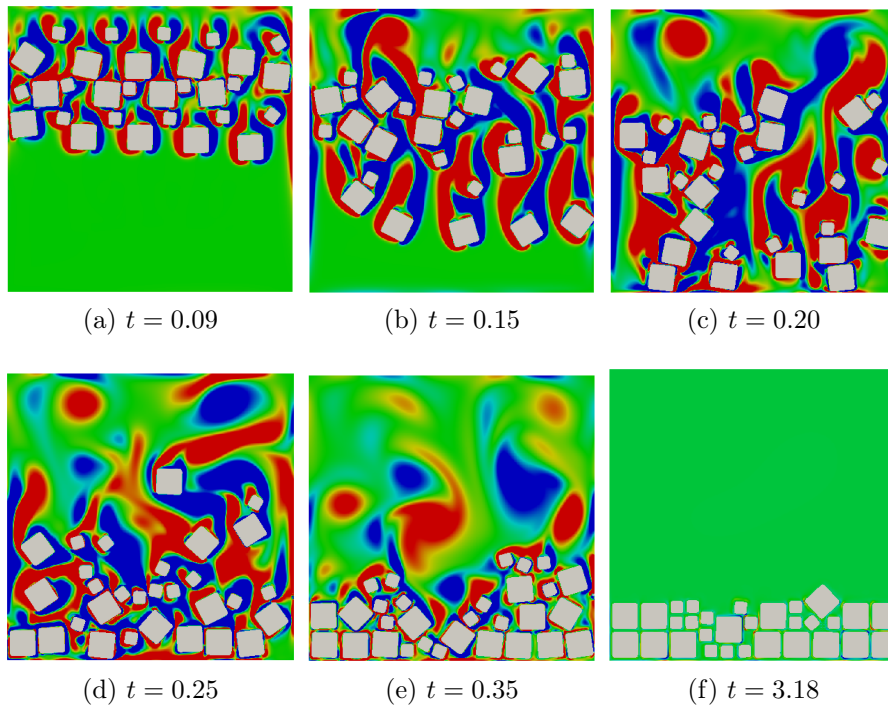 (a) t = 0.09
(b) t = 0.15
(c) t = 0.20
(d) t = 0.25
(e) t = 0.35
(f) t = 3.18